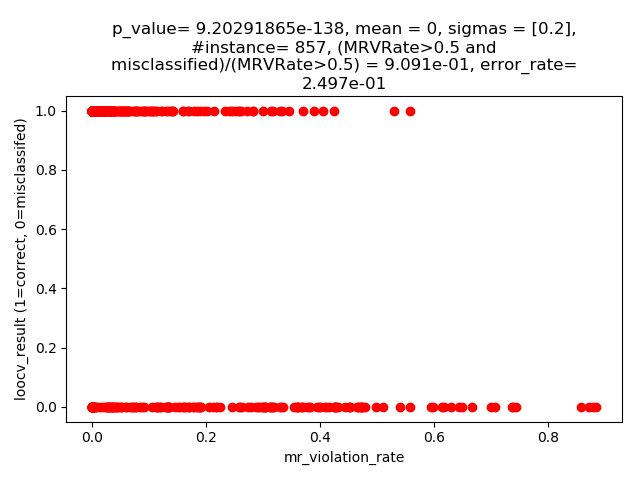 p_value= 9.20291865e-138, mean = 0, sigmas = [0.2],
#instance= 857, (MRVRate>0.5 and
misclassified)/(MRVRate>0.5) = 9.091e-01, error_rate=
2.497e-01
1.0
0.8
0.6
0.4
0.2
0.0
loocv_result (1=correct, 0=misclassifed)
0.0 0.2 0.4 0.6 0.8
mr_violation_rate